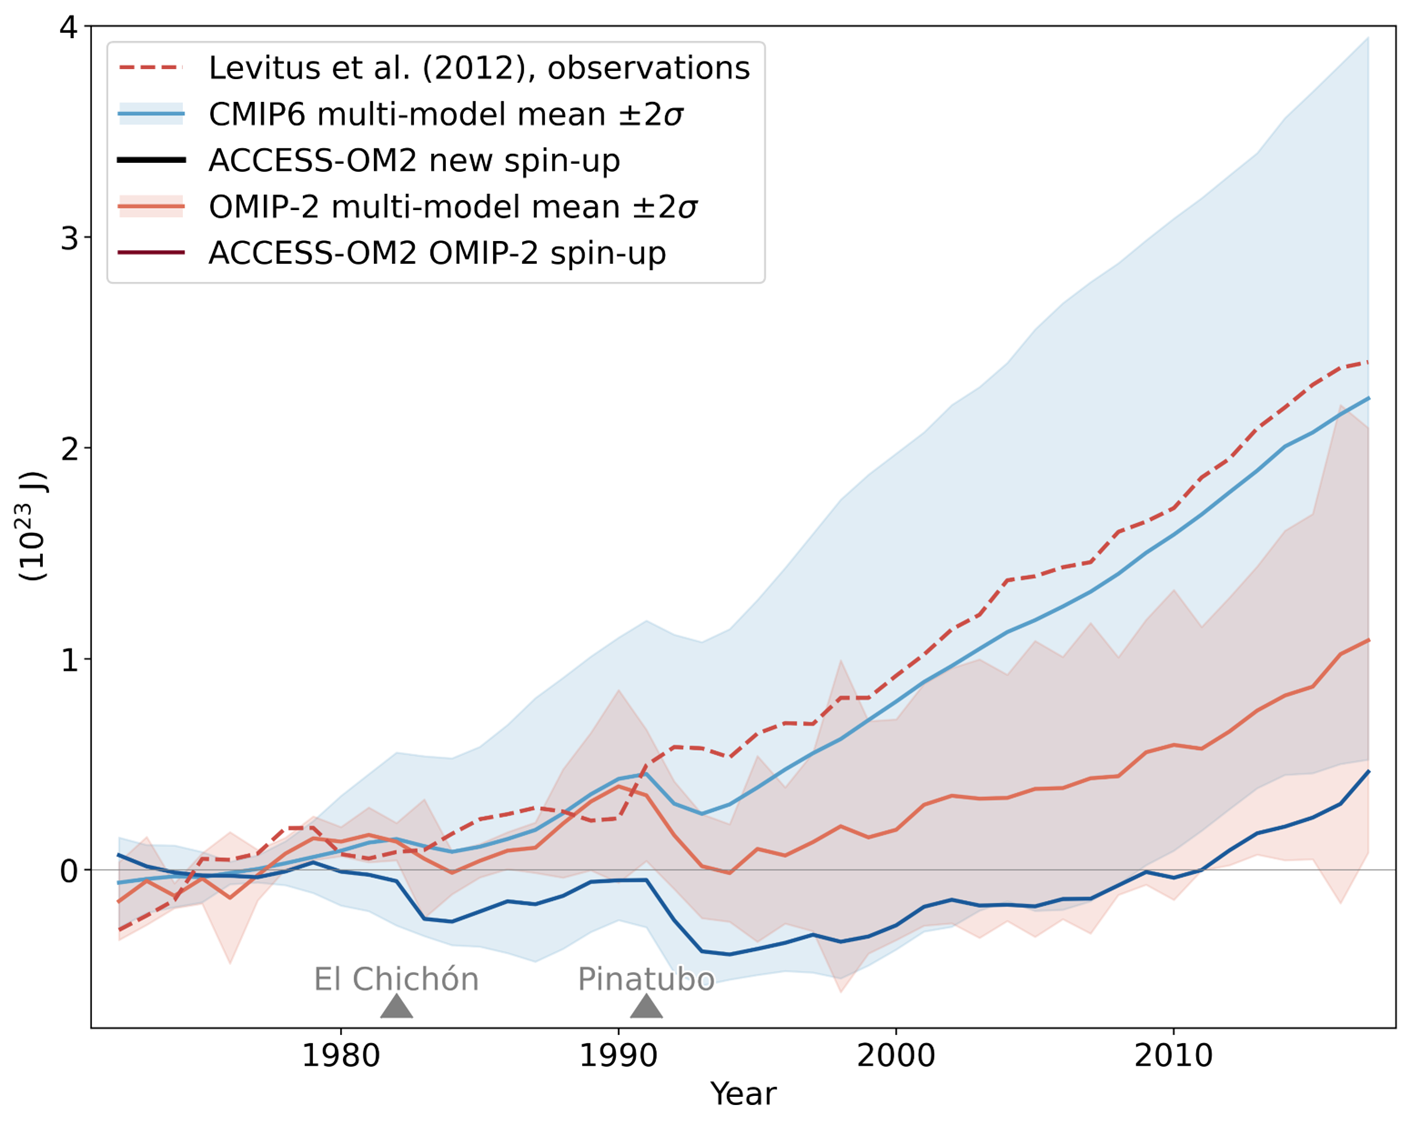 4
3
2
1
0
(10²³ J)
Levitus et al. (2012), observations
CMIP6 multi-model mean ±2σ
ACCESS-OM2 new spin-up
OMIP-2 multi-model mean ±2σ
ACCESS-OM2 OMIP-2 spin-up
El Chichón
Pinatubo
1980
1990
2000
2010
Year